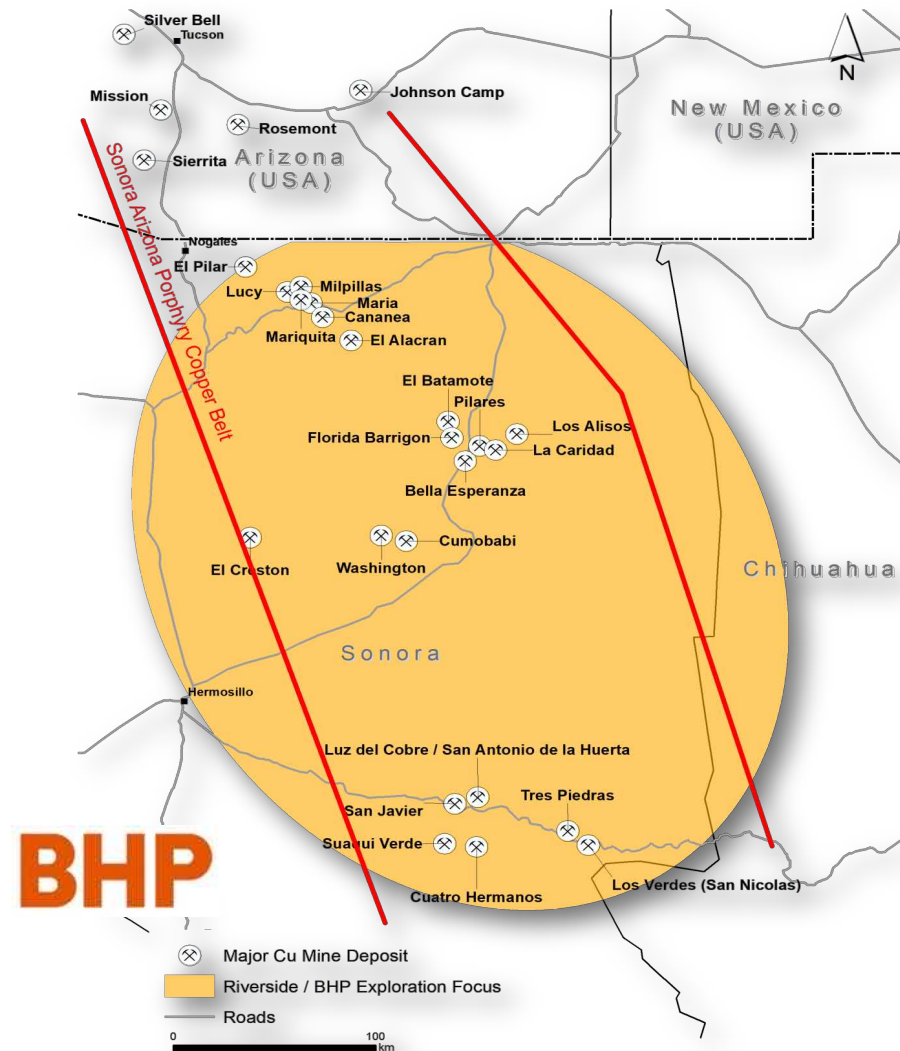 Silver Bell
Tucson
Mission
Johnson Camp
Rosemont
New Mexico
(USA)
N
Sierrita
Arizona
(USA)
Sonora Arizona Porphyry Copper Belt
Nogales
El Pilar
Lucy
Milpillas
Maria
Cananea
Mariquita
El Alacran
El Batamote
Pilares
Los Alisos
Florida Barrigon
La Caridad
Bella Esperanza
El Creston
Washington
Cumobabi
Chihuahua
Sonora
Hermosillo
Luz del Cobre / San Antonio de la Huerta
San Javier
Tres Piedras
Suaqui Verde
Cuatro Hermanos
Los Verdes (San Nicolas)
BHP
Major Cu Mine Deposit
Riverside / BHP Exploration Focus
Roads
0 100
km